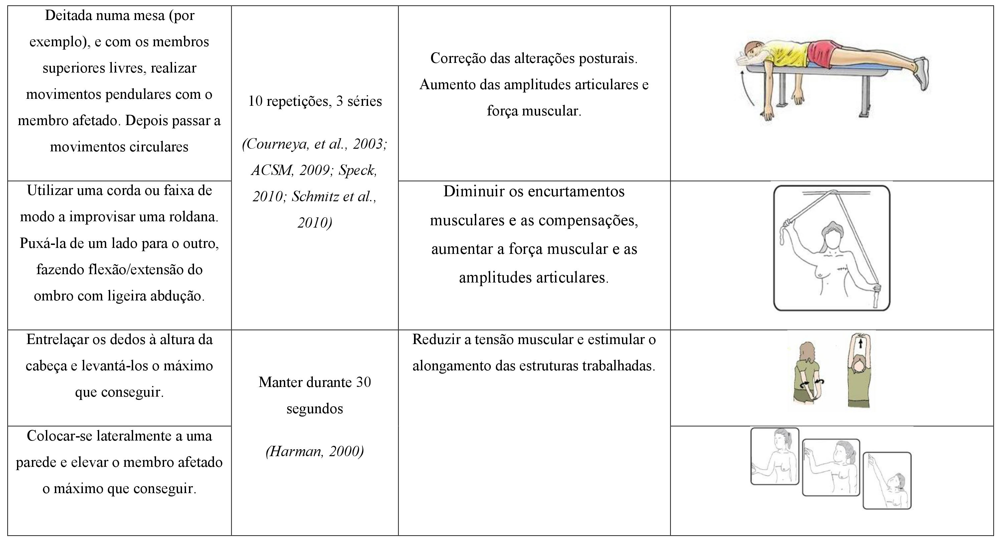 Deitada numa mesa (por
exemplo), e com os membros
superiores livres, realizar
movimentos pendulares com o
membro afetado. Depois passar a
movimentos circulares
10 repetições, 3 séries
(Courneya, et al., 2003;
ACSM, 2009; Speck,
2010; Schmitz et al.,
2010)
Correção das alterações posturais.
Aumento das amplitudes articulares e
força muscular.
Utilizar uma corda ou faixa de
modo a improvisar uma roldana.
Puxá-la de um lado para o outro,
fazendo flexão/extensão do
ombro com ligeira abdução.
Diminuir os encurtamentos
musculares e as compensações,
aumentar a força muscular e as
amplitudes articulares.
Entrelaçar os dedos à altura da
cabeça e levantá-los o máximo
que conseguir.
Manter durante 30
segundos
(Harman, 2000)
Reduzir a tensão muscular e estimular o
alongamento das estruturas trabalhadas.
Colocar-se lateralmente a uma
parede e elevar o membro afetado
o máximo que conseguir.